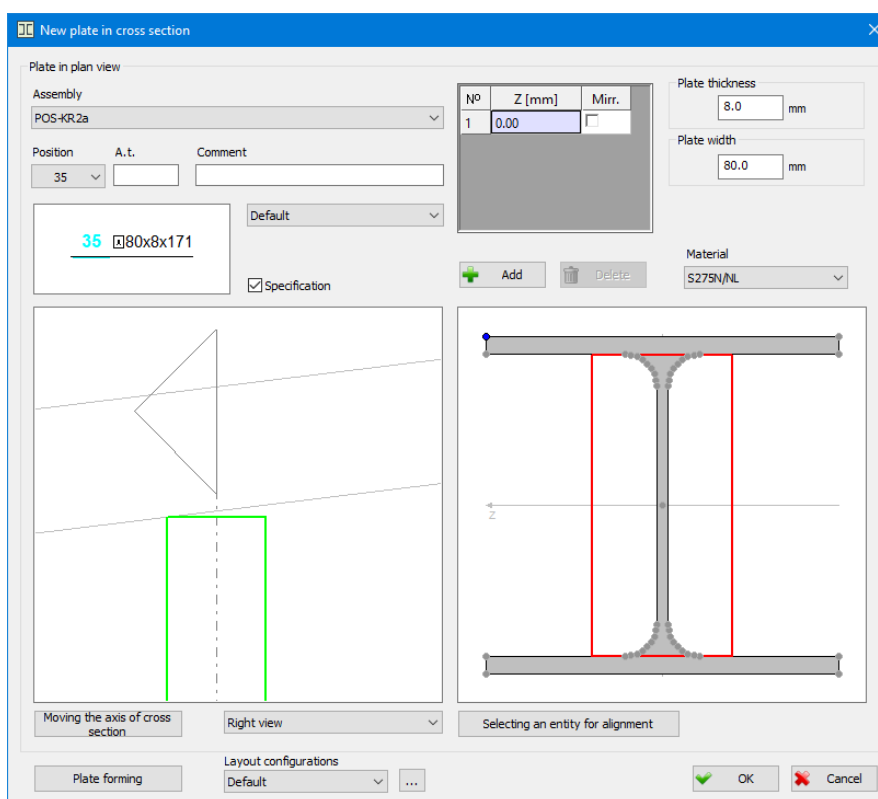 New plate in cross section
Plate in plan view
Assembly
POS-KR2a
Position A.t. Comment
35
35 80x8x171
Default
Specification
Nº Z [mm] Mirr.
1 0.00
Add Delete
Plate thickness
8.0 mm
Plate width
80.0 mm
Material
S275N/NL
Z
Moving the axis of cross
section
Right view
Selecting an entity for alignment
Plate forming
Layout configurations
Default ...
OK Cancel